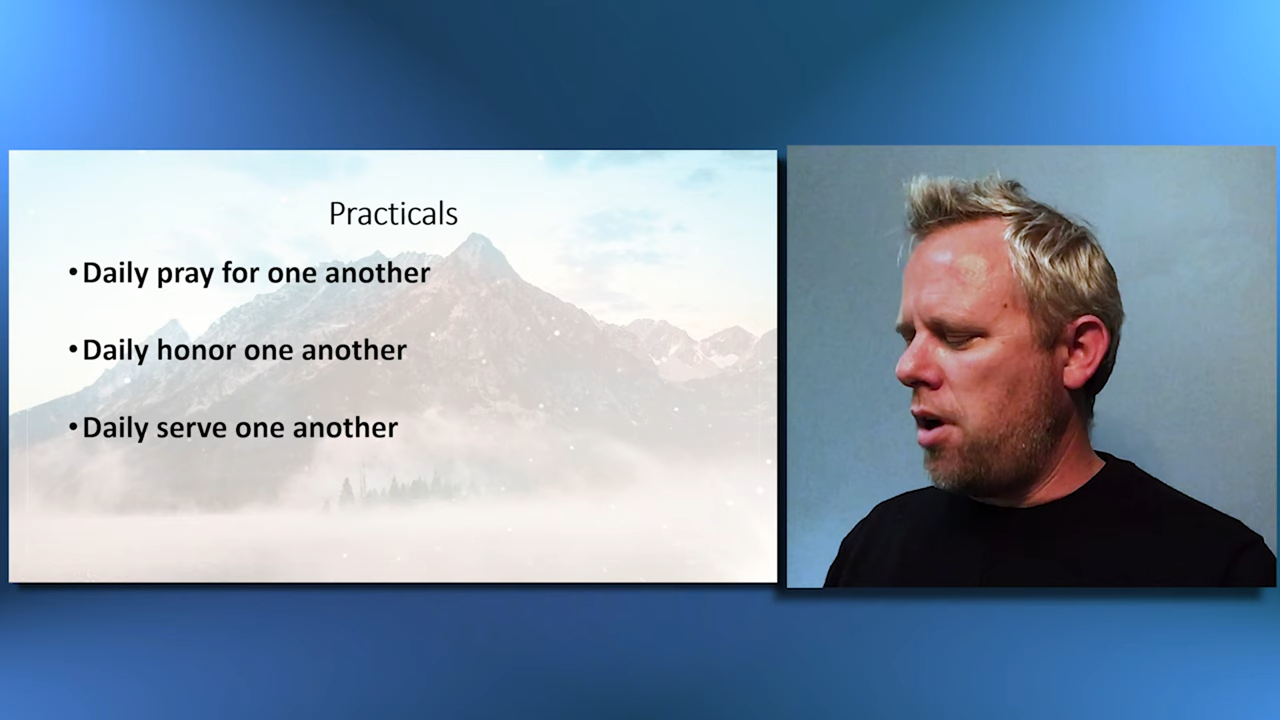 Practicals
•Daily pray for one another
•Daily honor one another
•Daily serve one another